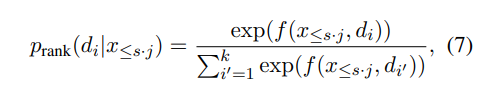 p_rank(d_i|x_{≤s·j}) = exp(f(x_{≤s·j}, d_i)) / ∑_{i′=1}^{k} exp(f(x_{≤s·j}, d_{i′})), (7)